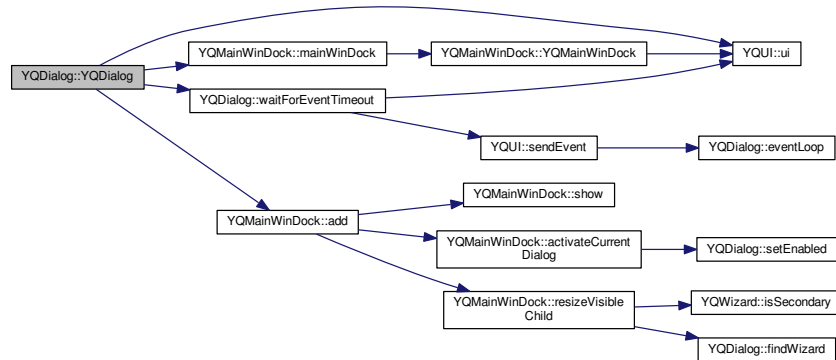 YQDialog::YQDialog
YQMainWinDock::mainWinDock
YQMainWinDock::YQMainWinDock
YQUI::ui
YQDialog::waitForEventTimeout
YQUI::sendEvent
YQDialog::eventLoop
YQMainWinDock::add
YQMainWinDock::show
YQMainWinDock::activateCurrent
Dialog
YQDialog::setEnabled
YQMainWinDock::resizeVisible
Child
YQWizard::isSecondary
YQDialog::findWizard